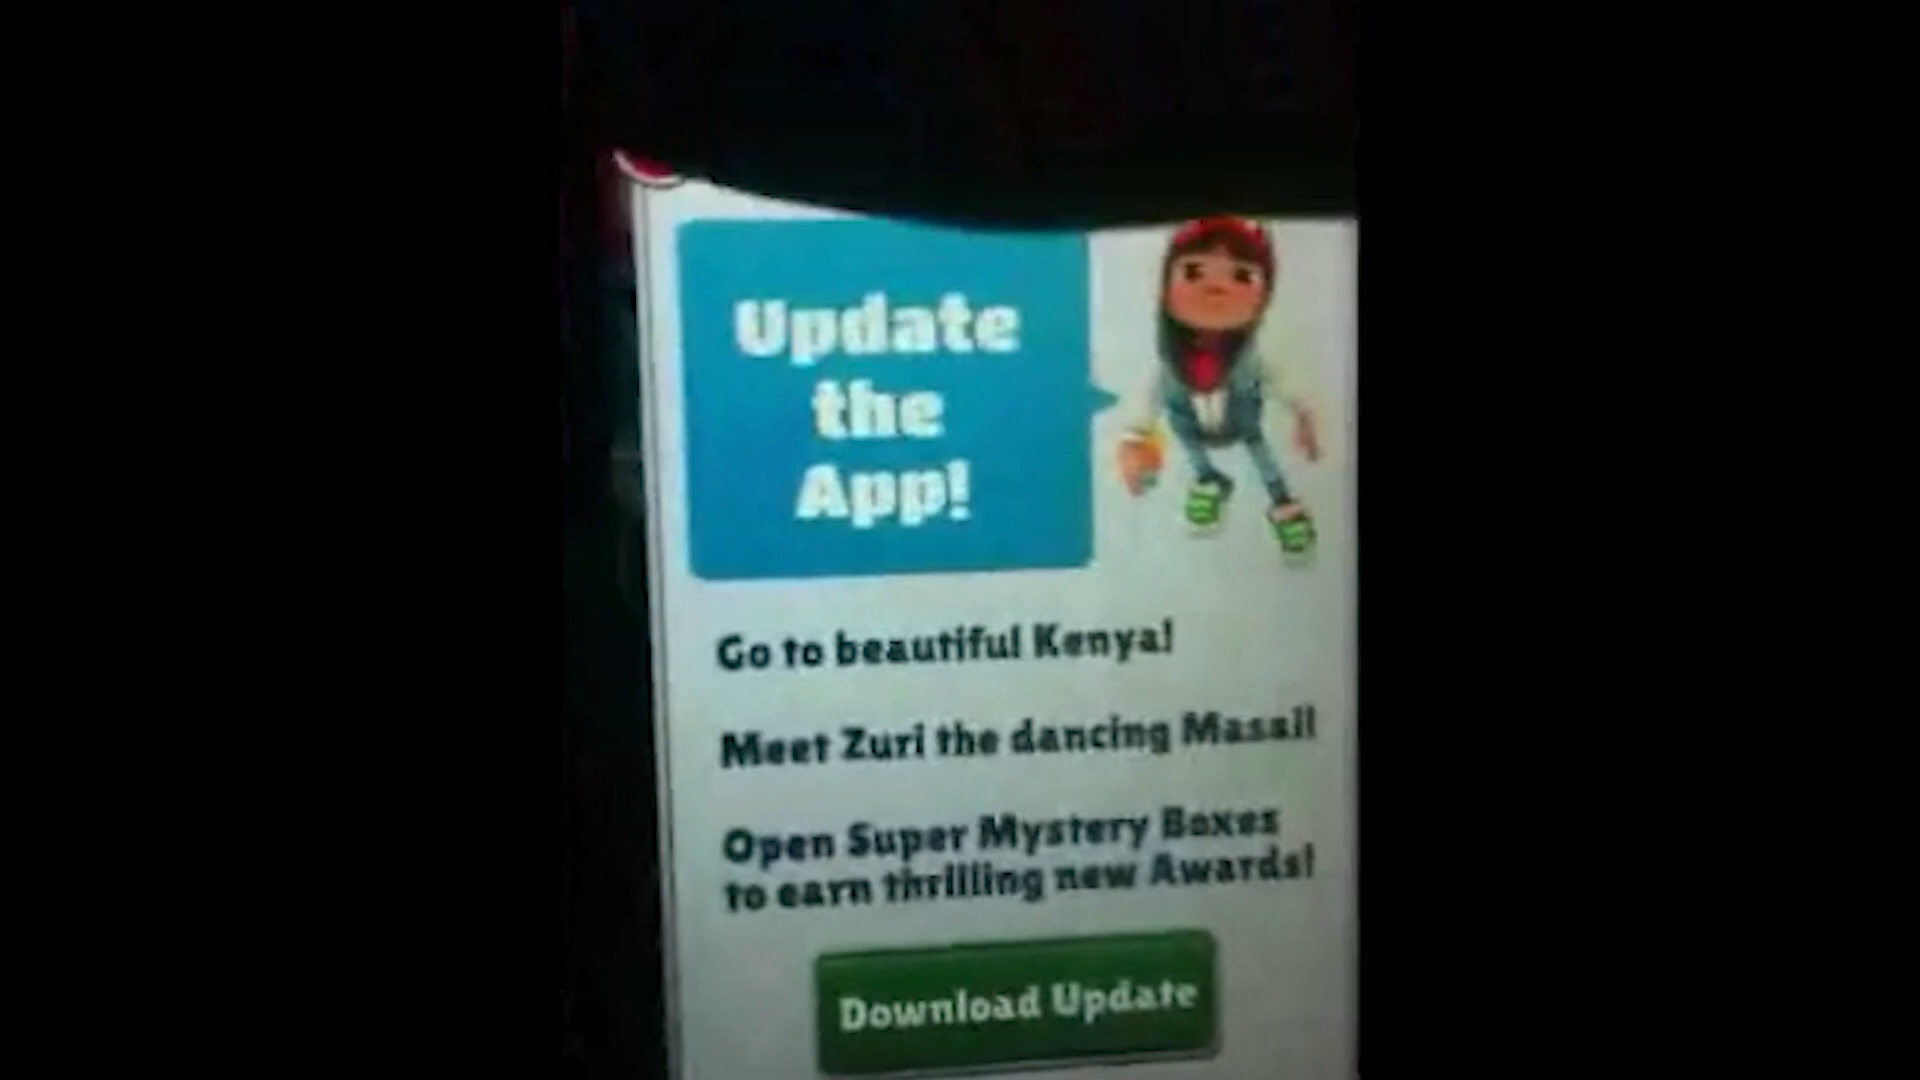 Update
the
App!
Go to beautiful Kenya!
Meet Zuri the dancing Masai!
Open Super Mystery Boxes
to earn thrilling new Awards!
Download Update